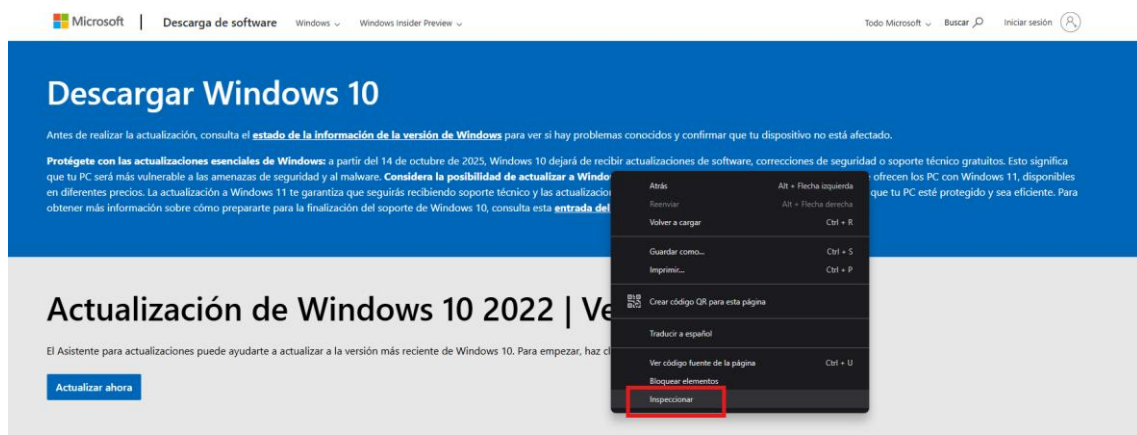 Microsoft | Descarga de software Windows Windows Insider Preview Todo Microsoft Buscar Iniciar sesión
Descargar Windows 10
Antes de realizar la actualización, consulta el estado de la información de la versión de Windows para ver si hay problemas conocidos y confirmar que tu dispositivo no está afectado.
Protégete con las actualizaciones esenciales de Windows: a partir del 14 de octubre de 2025, Windows 10 dejará de recibir actualizaciones de software, correcciones de seguridad o soporte técnico gratuitos. Esto significa
que tu PC será más vulnerable a las amenazas de seguridad y al malware. Considera la posibilidad de actualizar a Windo ofrecen los PC con Windows 11, disponibles
en diferentes precios. La actualización a Windows 11 te garantiza que seguirás recibiendo soporte técnico y las actualizacion que tu PC esté protegido y sea eficiente. Para
obtener más información sobre cómo prepararte para la finalización del soporte de Windows 10, consulta esta entrada del
Atrás Alt + Flecha izquierda
Reenviar Alt + Flecha derecha
Volver a cargar Ctrl + R
Guardar como... Ctrl + S
Imprimir... Ctrl + P
Crear código QR para esta página
Traducir a español
Ver código fuente de la página Ctrl + U
Bloquear elementos
Inspeccionar
Actualización de Windows 10 2022 | Ve
El Asistente para actualizaciones puede ayudarte a actualizar a la versión más reciente de Windows 10. Para empezar, haz cl
Actualizar ahora